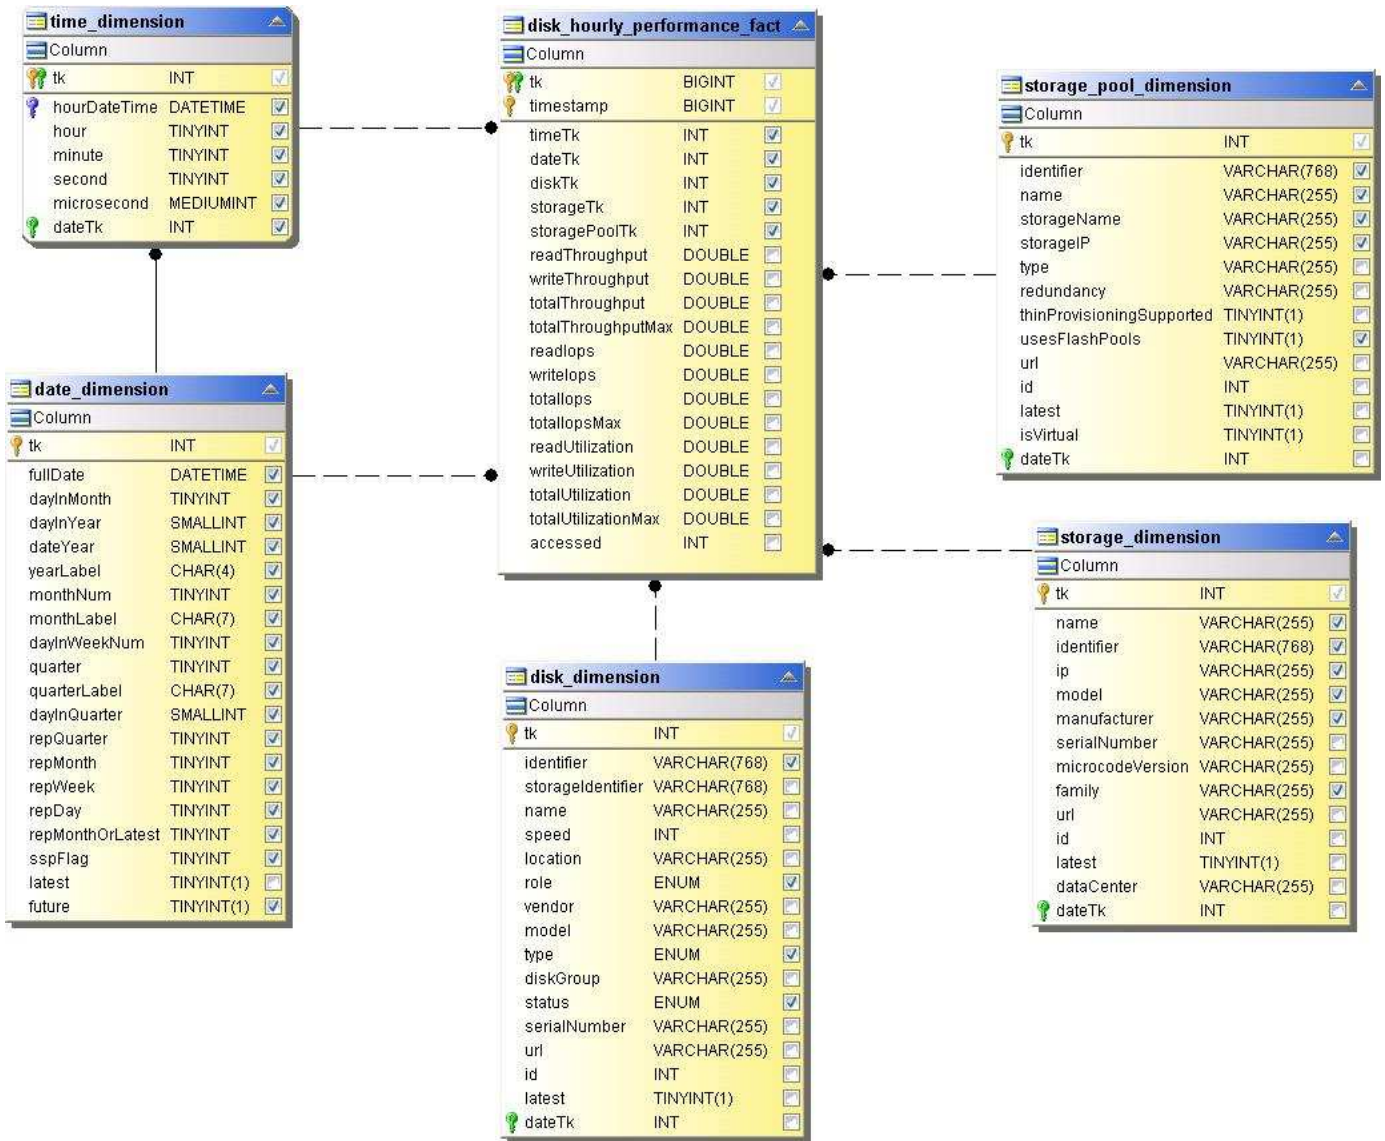 time_dimension
Column
tk INT
hourDateTime DATETIME
hour TINYINT
minute TINYINT
second TINYINT
microsecond MEDIUMINT
dateTk INT
disk_hourly_performance_fact
Column
tk BIGINT
timestamp BIGINT
timeTk INT
dateTk INT
diskTk INT
storageTk INT
storagePoolTk INT
readThroughput DOUBLE
writeThroughput DOUBLE
totalThroughput DOUBLE
totalThroughputMax DOUBLE
readIops DOUBLE
writeIops DOUBLE
totalIops DOUBLE
totalIopsMax DOUBLE
readUtilization DOUBLE
writeUtilization DOUBLE
totalUtilization DOUBLE
totalUtilizationMax DOUBLE
accessed INT
storage_pool_dimension
Column
tk INT
identifier VARCHAR(768)
name VARCHAR(255)
storageName VARCHAR(255)
storageIP VARCHAR(255)
type VARCHAR(255)
redundancy VARCHAR(255)
thinProvisioningSupported TINYINT(1)
usesFlashPools TINYINT(1)
url VARCHAR(255)
id INT
latest TINYINT(1)
isVirtual TINYINT(1)
dateTk INT
date_dimension
Column
tk INT
fullDate DATETIME
dayInMonth TINYINT
dayInYear SMALLINT
dateYear SMALLINT
yearLabel CHAR(4)
monthNum TINYINT
monthLabel CHAR(7)
dayInWeekNum TINYINT
quarter TINYINT
quarterLabel CHAR(7)
dayInQuarter SMALLINT
repQuarter TINYINT
repMonth TINYINT
repWeek TINYINT
repDay TINYINT
repMonthOrLatest TINYINT
sspFlag TINYINT
latest TINYINT(1)
future TINYINT(1)
disk_dimension
Column
tk INT
identifier VARCHAR(768)
storageIdentifier VARCHAR(768)
name VARCHAR(255)
speed INT
location VARCHAR(255)
role ENUM
vendor VARCHAR(255)
model VARCHAR(255)
type ENUM
diskGroup VARCHAR(255)
status ENUM
serialNumber VARCHAR(255)
url VARCHAR(255)
id INT
latest TINYINT(1)
dateTk INT
storage_dimension
Column
tk INT
name VARCHAR(255)
identifier VARCHAR(768)
ip VARCHAR(255)
model VARCHAR(255)
manufacturer VARCHAR(255)
serialNumber VARCHAR(255)
microcodeVersion VARCHAR(255)
family VARCHAR(255)
url VARCHAR(255)
id INT
latest TINYINT(1)
dataCenter VARCHAR(255)
dateTk INT